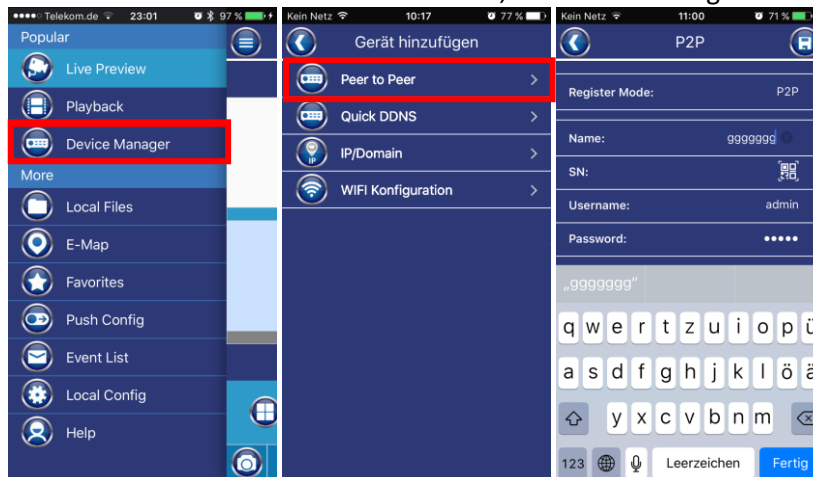 Telekom.de 23:01 97 %
Popular
Live Preview
Playback
Device Manager
More
Local Files
E-Map
Favorites
Push Config
Event List
Local Config
Help
Kein Netz 10:17 77 %
Gerät hinzufügen
Peer to Peer
Quick DDNS
IP
IP/Domain
WIFI Konfiguration
Kein Netz 11:00 71 %
P2P
Register Mode: P2P
Name: ggggggg
SN:
Username: admin
Password: •••••
„ggggggg"
q w e r t z u i o p ü
a s d f g h j k l ö ä
y x c v b n m
123 Leerzeichen Fertig